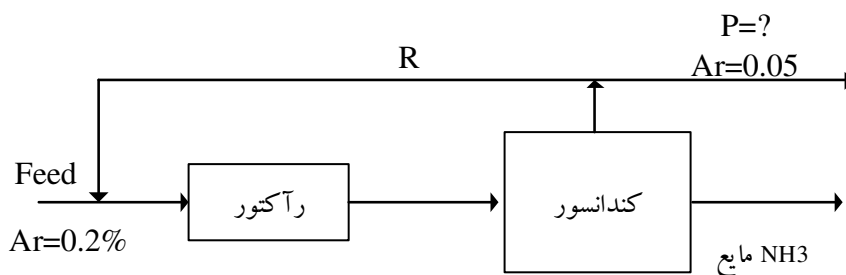 P=?
R
Ar=0.05
Feed
رآکتور
کندانسور
Ar=0.2%
مایع NH3